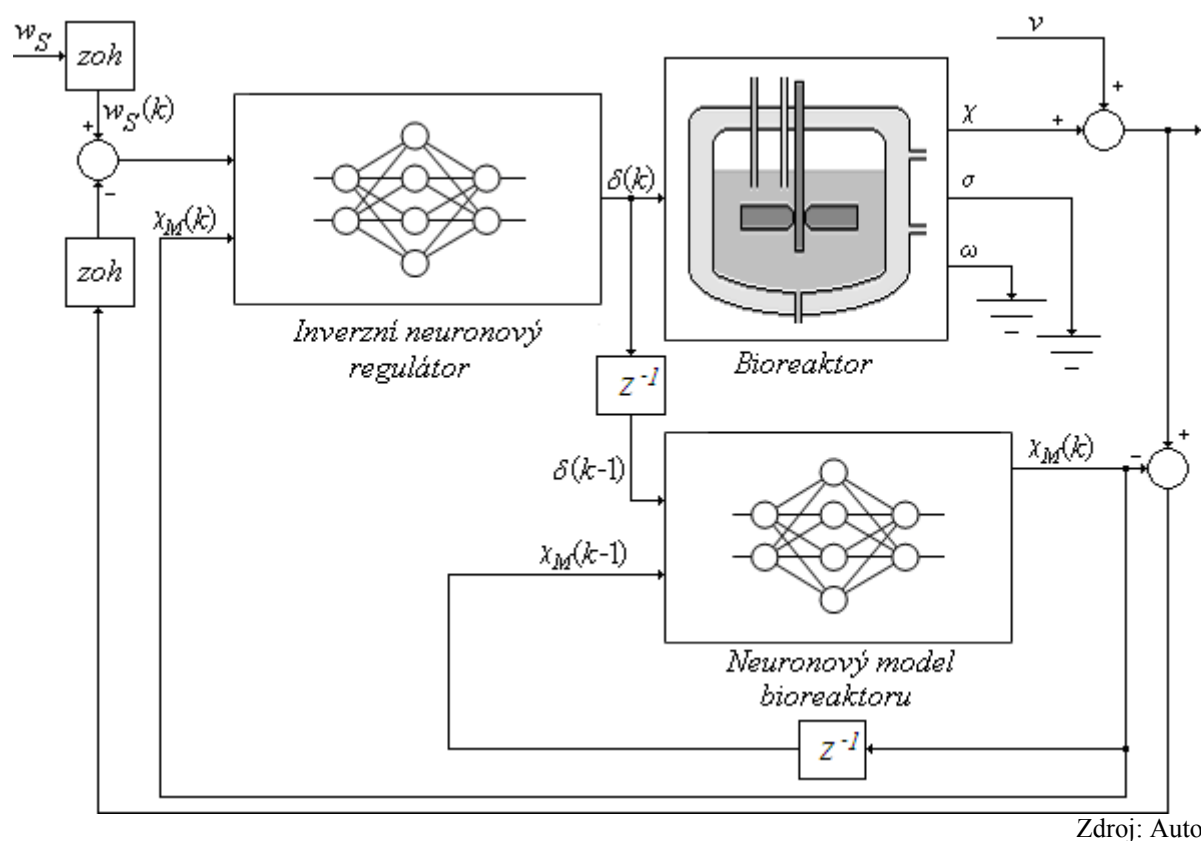 w_S
zoh
w_S(k)
+
-
χ_M(k)
zoh
Inverzní neuronový
regulátor
δ(k)
Bioreaktor
χ
σ
ω
v
+
+
z^-1
δ(k-1)
χ_M(k-1)
χ_M(k)
-
+
Neuronový model
bioreaktoru
z^-1
Zdroj: Auto